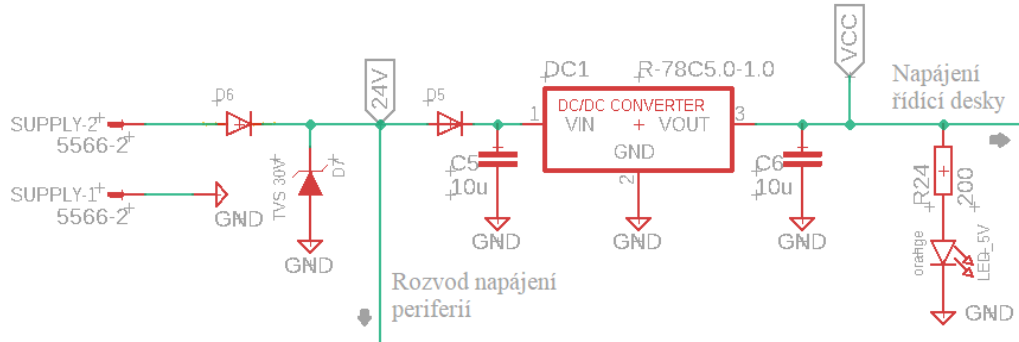 VCC
DC1
R-78C5.0-1.0
Napájení
řídící desky
24V
D6
D5
DC/DC CONVERTER
SUPPLY-2
1
VIN
VOUT
3
5566-2
GND
C5
10u
C6
10u
R24
200
TVS 30V
D7
2
SUPPLY-1
5566-2
GND
GND
GND
GND
GND
orange
LED_5V
Rozvod napájení
periferií
GND